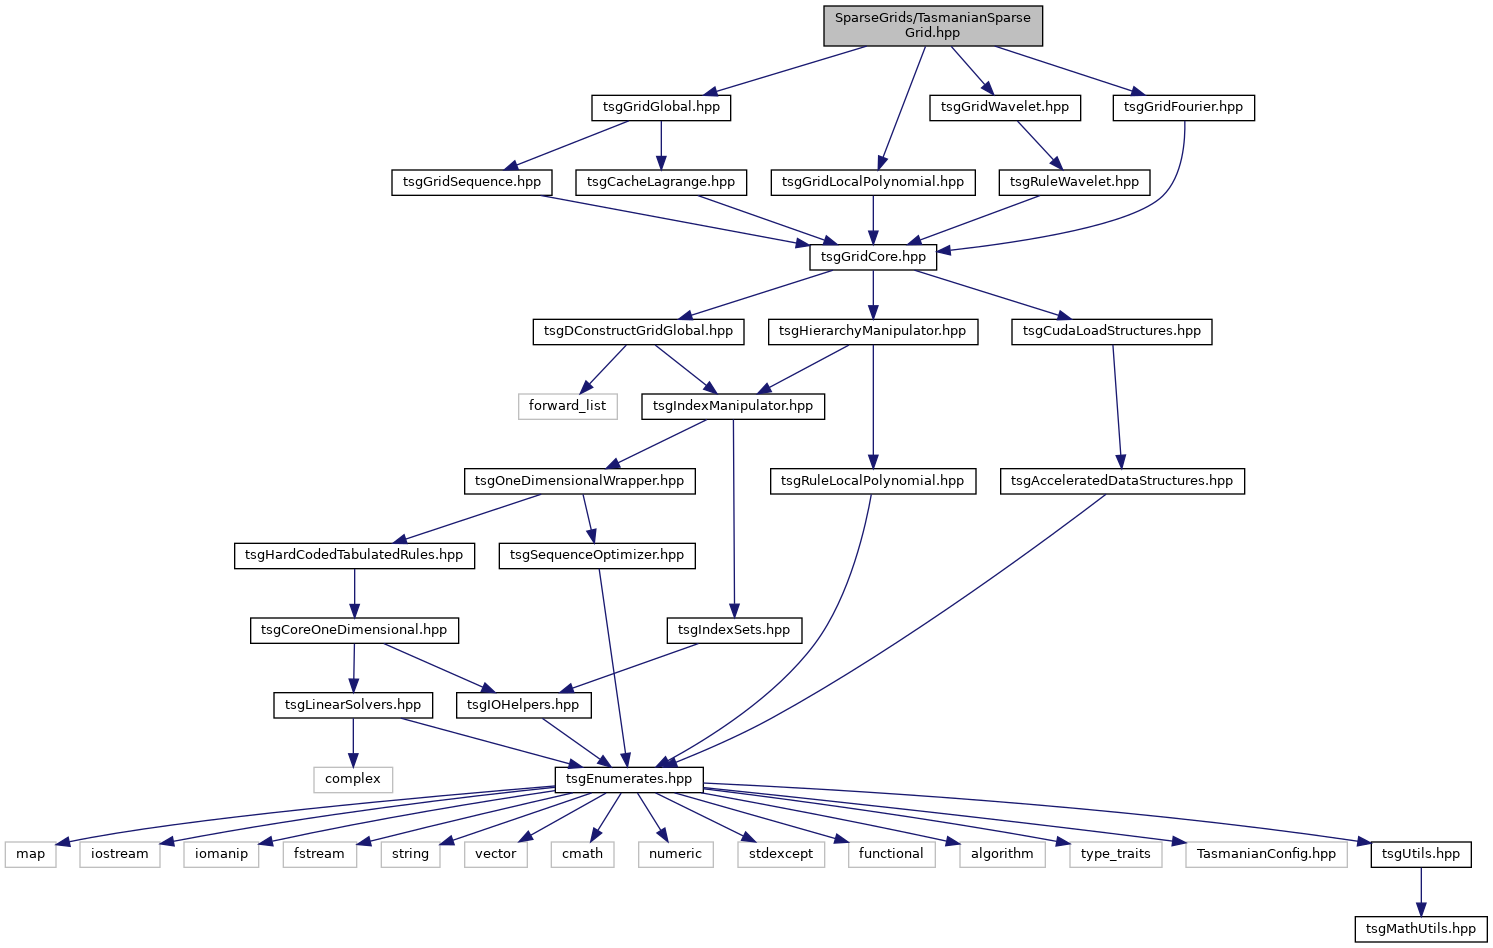 SparseGrids/TasmanianSparse
Grid.hpp
tsgGridGlobal.hpp
tsgGridWavelet.hpp
tsgGridFourier.hpp
tsgGridSequence.hpp
tsgCacheLagrange.hpp
tsgGridLocalPolynomial.hpp
tsgRuleWavelet.hpp
tsgGridCore.hpp
tsgDConstructGridGlobal.hpp
tsgHierarchyManipulator.hpp
tsgCudaLoadStructures.hpp
forward_list
tsgIndexManipulator.hpp
tsgOneDimensionalWrapper.hpp
tsgRuleLocalPolynomial.hpp
tsgAcceleratedDataStructures.hpp
tsgHardCodedTabulatedRules.hpp
tsgSequenceOptimizer.hpp
tsgCoreOneDimensional.hpp
tsgIndexSets.hpp
tsgLinearSolvers.hpp
tsgIOHelpers.hpp
complex
tsgEnumerates.hpp
map
iostream
iomanip
fstream
string
vector
cmath
numeric
stdexcept
functional
algorithm
type_traits
TasmanianConfig.hpp
tsgUtils.hpp
tsgMathUtils.hpp